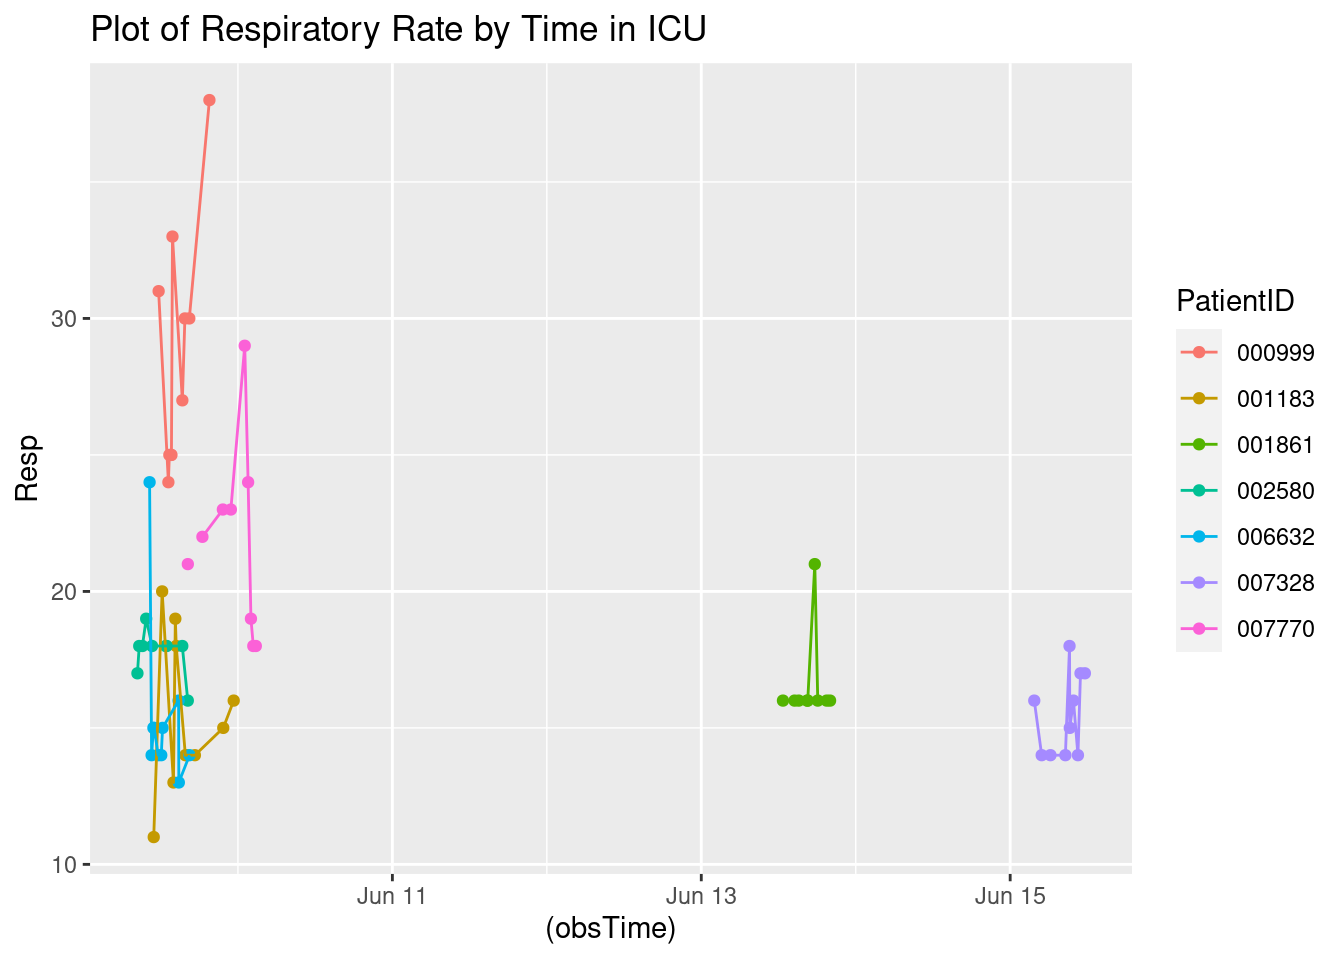 Plot of Respiratory Rate by Time in ICU
Resp
30
20
10
Jun 11
Jun 13
Jun 15
(obsTime)
PatientID
000999
001183
001861
002580
006632
007328
007770